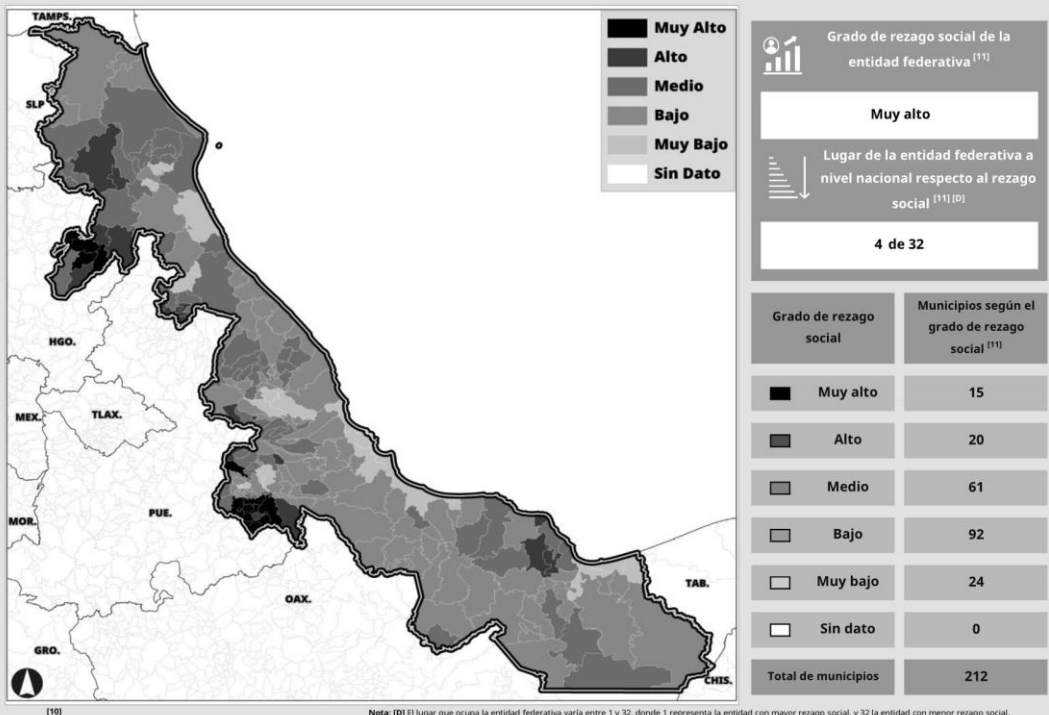 TAMPS.
SLP
HGO.
MEX.
TLAX.
MOR.
PUE.
GRO.
OAX.
TAB.
CHIS.
Muy Alto
Alto
Medio
Bajo
Muy Bajo
Sin Dato
Grado de rezago social de la
entidad federativa [11]
Muy alto
Lugar de la entidad federativa a
nivel nacional respecto al rezago
social [11] [D]
4 de 32
Grado de rezago
social
Municipios según el
grado de rezago
social [11]
Muy alto 15
Alto 20
Medio 61
Bajo 92
Muy bajo 24
Sin dato 0
Total de municipios 212
[10]
Nota: [D] El lugar que ocupa la entidad federativa varía entre 1 y 32, donde 1 representa la entidad con mayor rezago social, y 32 la entidad con menor rezago social.